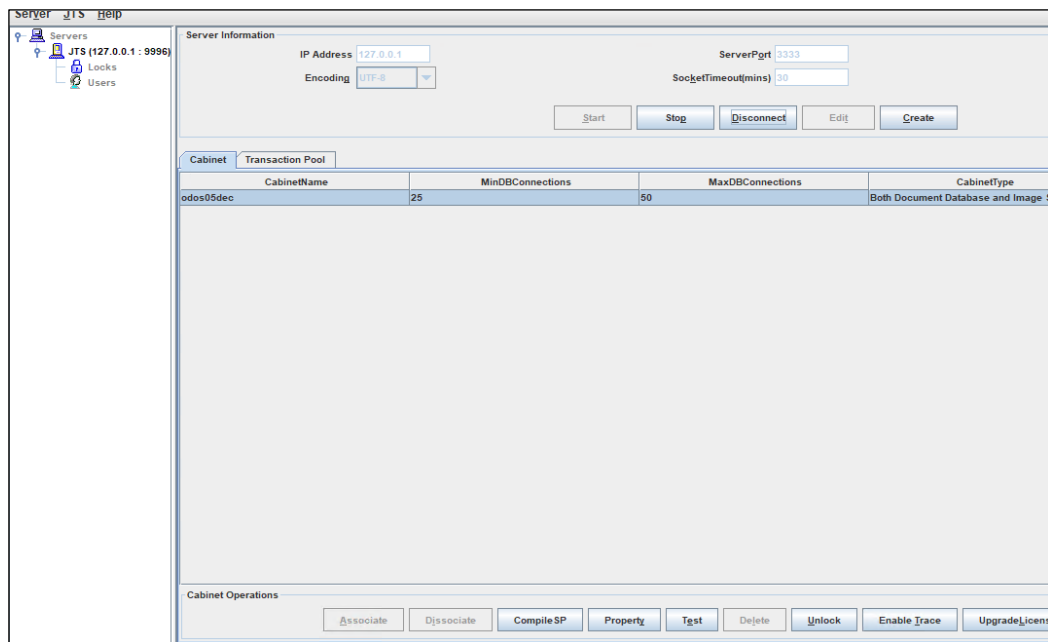 Server JTS Help
Servers
JTS (127.0.0.1 : 9996)
Locks
Users
Server Information
IP Address 127.0.0.1
ServerPort 3333
Encoding UTF-8
SocketTimeout(mins) 30
Start Stop Disconnect Edit Create
Cabinet Transaction Pool
CabinetName MinDBConnections MaxDBConnections CabinetType
odos05dec 25 50 Both Document Database and Image S
Cabinet Operations
Associate Dissociate CompileSP Property Test Delete Unlock Enable Trace UpgradeLicens